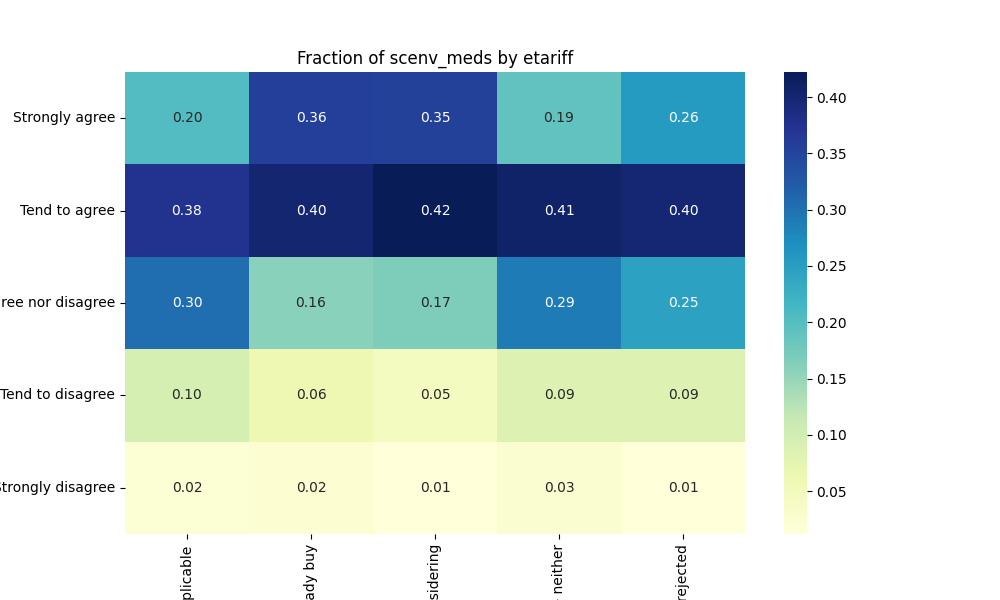 Fraction of scenv_meds by etariff
Strongly agree
0.20 0.36 0.35 0.19 0.26
0.40
0.35
Tend to agree
0.38 0.40 0.42 0.41 0.40
0.30
0.25
ree nor disagree
0.30 0.16 0.17 0.29 0.25
0.20
0.15
Tend to disagree
0.10 0.06 0.05 0.09 0.09
0.10
Strongly disagree
0.02 0.02 0.01 0.03 0.01
0.05
plicable
ady buy
sidering
neither
rejected